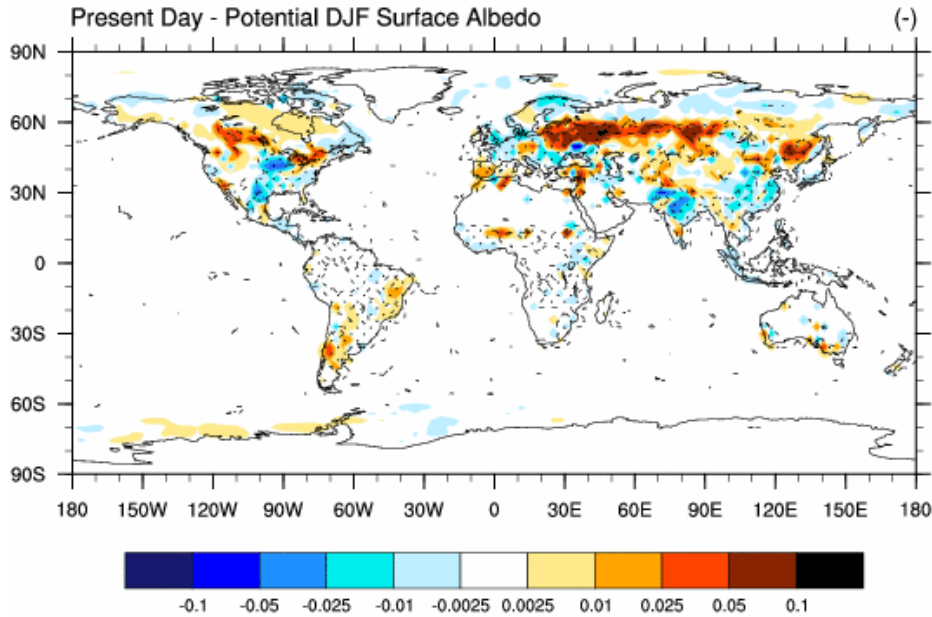 Present Day - Potential DJF Surface Albedo (-)
90N
60N
30N
0
30S
60S
90S
180 150W 120W 90W 60W 30W 0 30E 60E 90E 120E 150E 180
-0.1 -0.05 -0.025 -0.01 -0.0025 0.0025 0.01 0.025 0.05 0.1